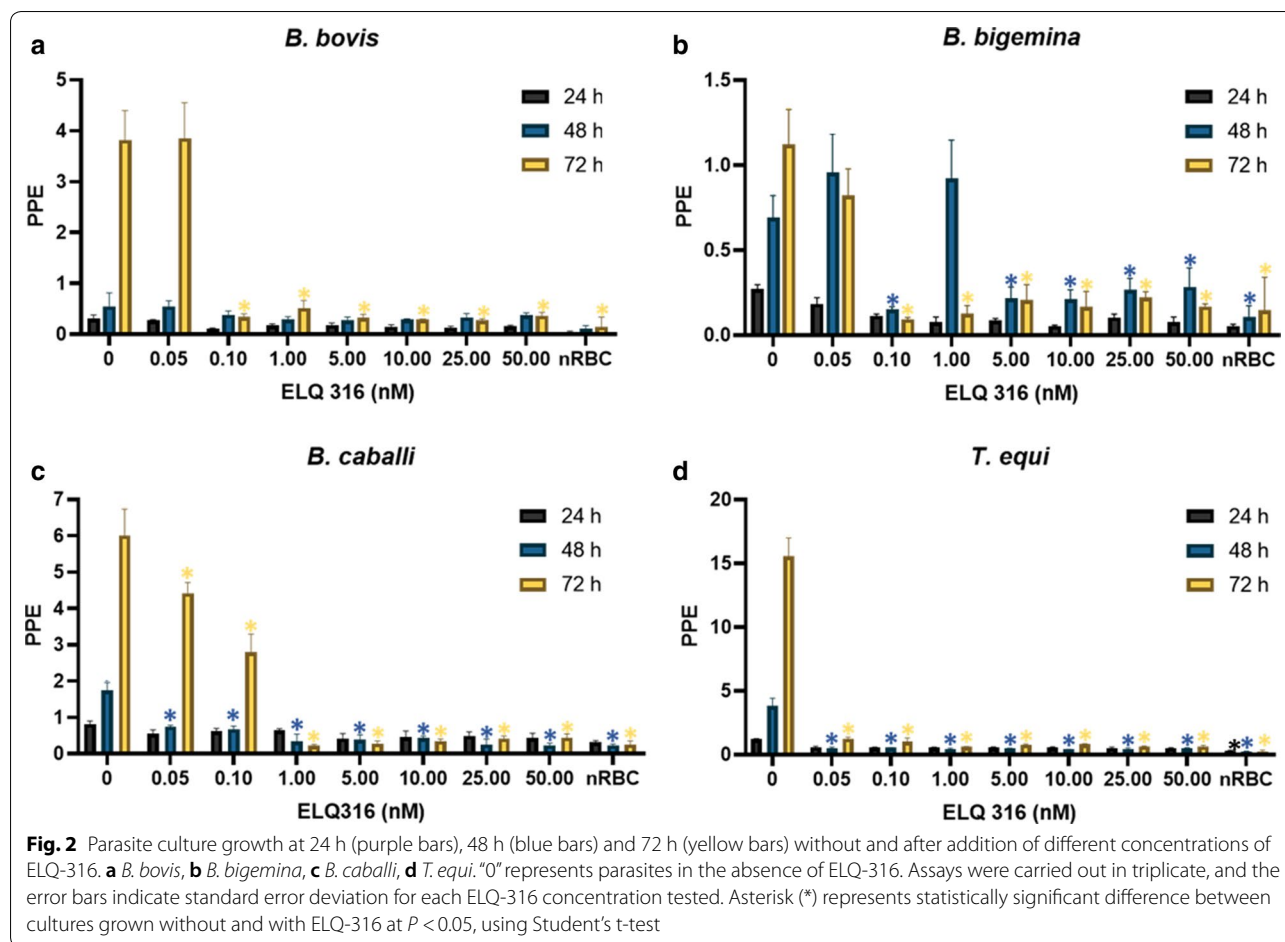 a
B. bovis
5
4
3
2
1
0
PPE
24 h
48 h
72 h
* * * * * * *
0 0.05 0.10 1.00 5.00 10.00 25.00 50.00 nRBC
ELQ 316 (nM)
b
B. bigemina
1.5
1.0
0.5
0.0
PPE
24 h
48 h
72 h
* * * * * * * * * * * * *
0 0.05 0.10 1.00 5.00 10.00 25.00 50.00 nRBC
ELQ 316 (nM)
c
B. caballi
7
6
5
4
3
2
1
0
PPE
24 h
48 h
72 h
* * * * * * * * * * * * * * * *
0 0.05 0.10 1.00 5.00 10.00 25.00 50.00 nRBC
ELQ316 (nM)
d
T. equi
20
15
10
5
0
PPE
24 h
48 h
72 h
* * * * * * * * * * * * * * * * *
0 0.05 0.10 1.00 5.00 10.00 25.00 50.00 nRBC
ELQ 316 (nM)
Fig. 2 Parasite culture growth at 24 h (purple bars), 48 h (blue bars) and 72 h (yellow bars) without and after addition of different concentrations of
ELQ-316. a B. bovis, b B. bigemina, c B. caballi, d T. equi. “0” represents parasites in the absence of ELQ-316. Assays were carried out in triplicate, and the
error bars indicate standard error deviation for each ELQ-316 concentration tested. Asterisk (*) represents statistically significant difference between
cultures grown without and with ELQ-316 at P < 0.05, using Student’s t-test